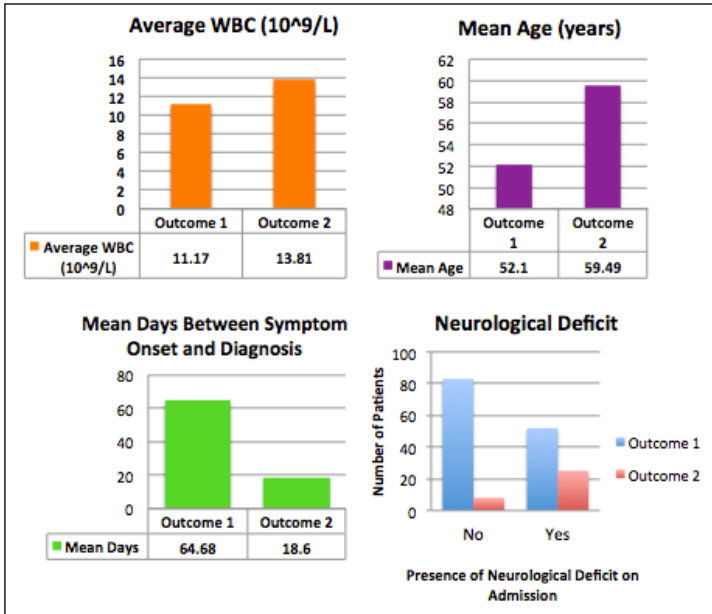 Average WBC (10^9/L)
16
14
12
10
8
6
4
2
0
Outcome 1 Outcome 2
Average WBC
(10^9/L) 11.17 13.81
Mean Age (years)
62
60
58
56
54
52
50
48
Outcome
1 Outcome
2
Mean Age 52.1 59.49
Mean Days Between Symptom
Onset and Diagnosis
80
60
40
20
0
Outcome 1 Outcome 2
Mean Days 64.68 18.6
Neurological Deficit
Number of Patients
100
80
60
40
20
0
No Yes
Outcome 1
Outcome 2
Presence of Neurological Deficit on
Admission